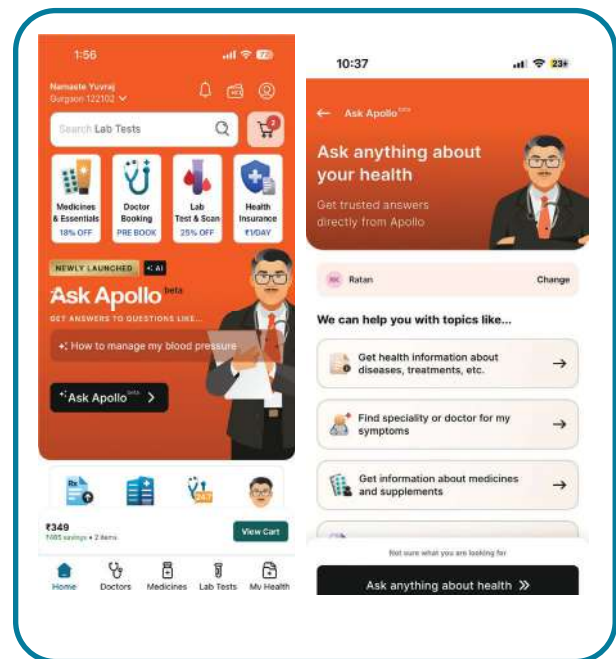 1:56
72
Namaste Yuvraj
Gurgaon 122102
Search Lab Tests
2
Medicines
& Essentials
18% OFF
Doctor
Booking
PRE BOOK
Lab
Test & Scan
25% OFF
Health
Insurance
₹1/DAY
NEWLY LAUNCHED AI
Ask Apollo beta
GET ANSWERS TO QUESTIONS LIKE...
How to manage my blood pressure
Ask Apollo beta >
Rx
24|7
₹349
₹485 savings • 2 items
View Cart
Home
Doctors
Medicines
Lab Tests
My Health
10:37
23
← Ask Apollo beta
Ask anything about
your health
Get trusted answers
directly from Apollo
Ratan
Change
We can help you with topics like...
Get health information about
diseases, treatments, etc.
→
Find speciality or doctor for my
symptoms
→
Get information about medicines
and supplements
→
Not sure what you are looking for
Ask anything about health »